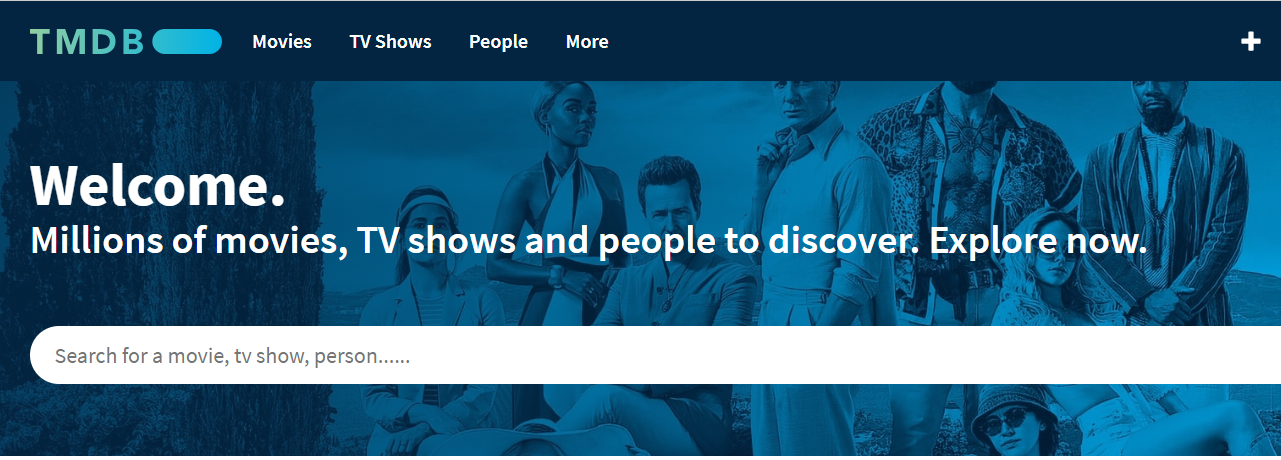 TMDB Movies TV Shows People More
Welcome.
Millions of movies, TV shows and people to discover. Explore now.
Search for a movie, tv show, person......